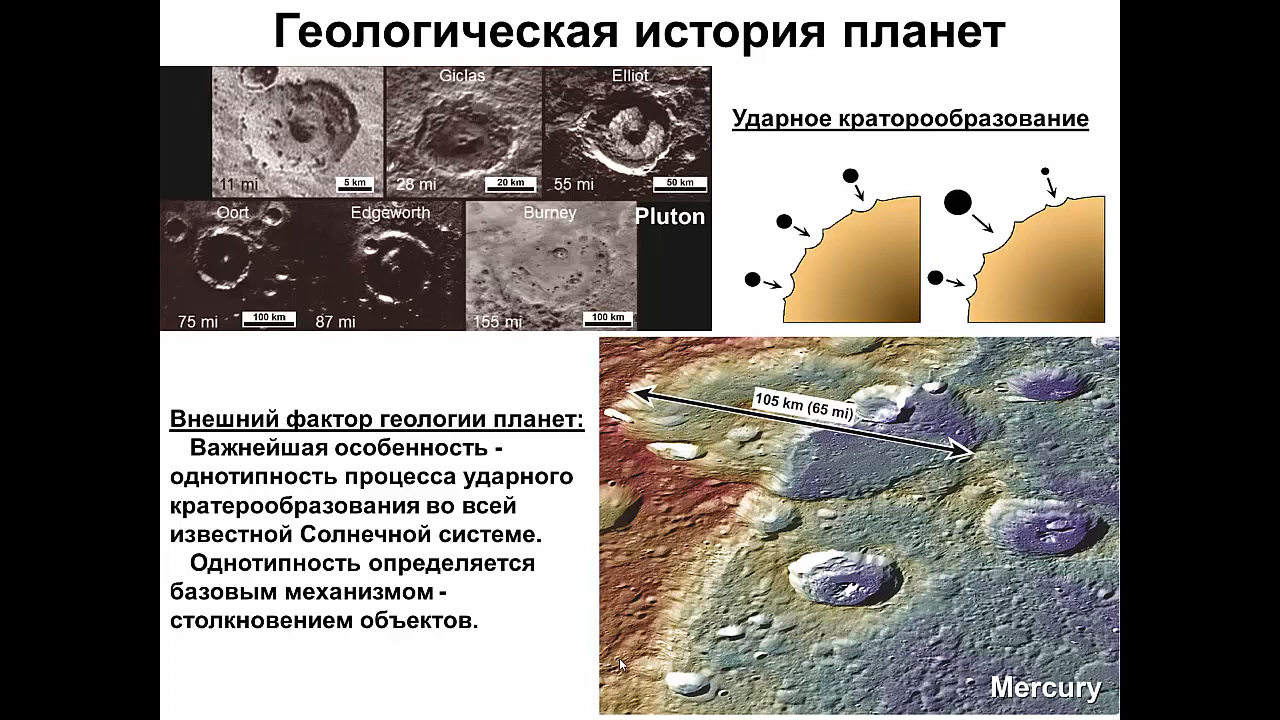 Геологическая история планет
Giclas
Elliot
11 mi
5 km
28 mi
20 km
55 mi
50 km
Oort
Edgeworth
Burney
Pluton
75 mi
100 km
87 mi
155 mi
100 km
Ударное краторообразование
Внешний фактор геологии планет:
Важнейшая особенность -
однотипность процесса ударного
кратерообразования во всей
известной Солнечной системе.
Однотипность определяется
базовым механизмом -
столкновением объектов.
105 km (65 mi)
Mercury